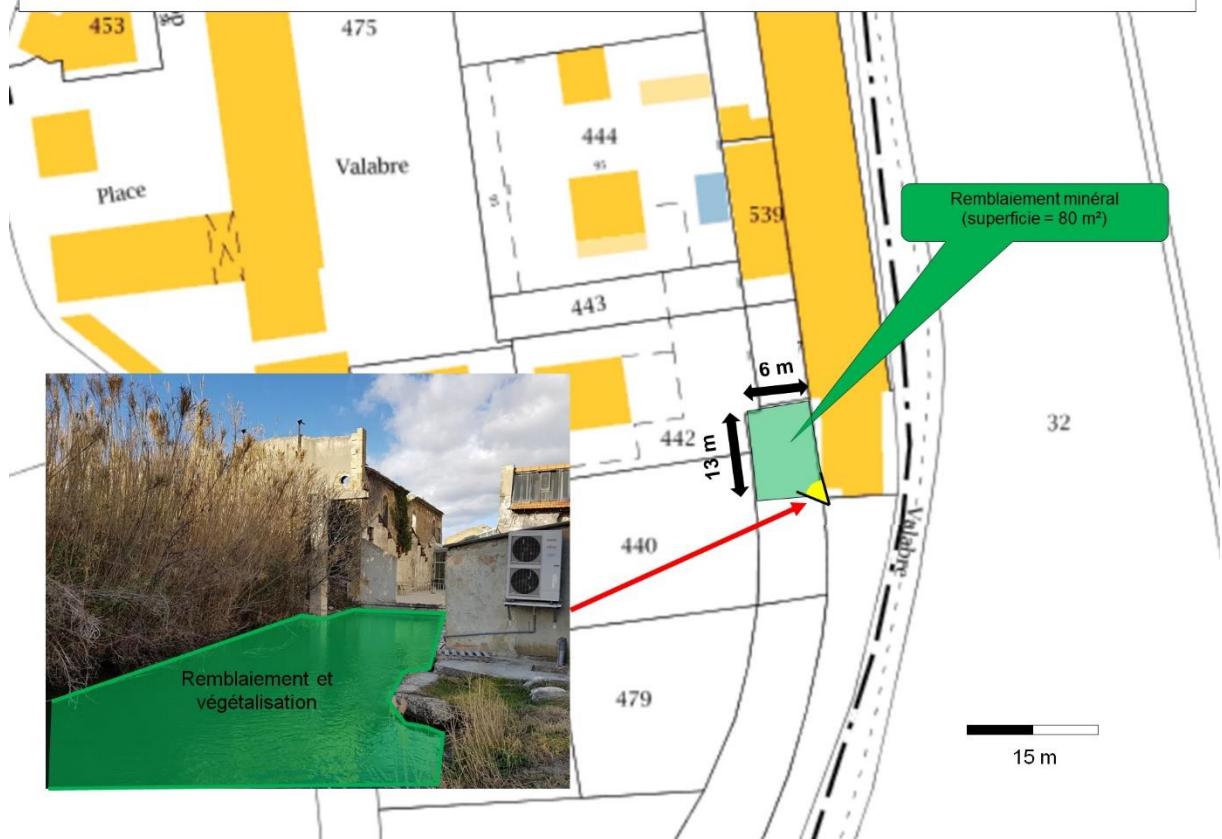 453
475
444
95
Valabre
Place
539
Remblaiement minéral
(superficie = 80 m²)
443
6 m
13 m
442
32
440
Valabre
Remblaiement et
végétalisation
479
15 m